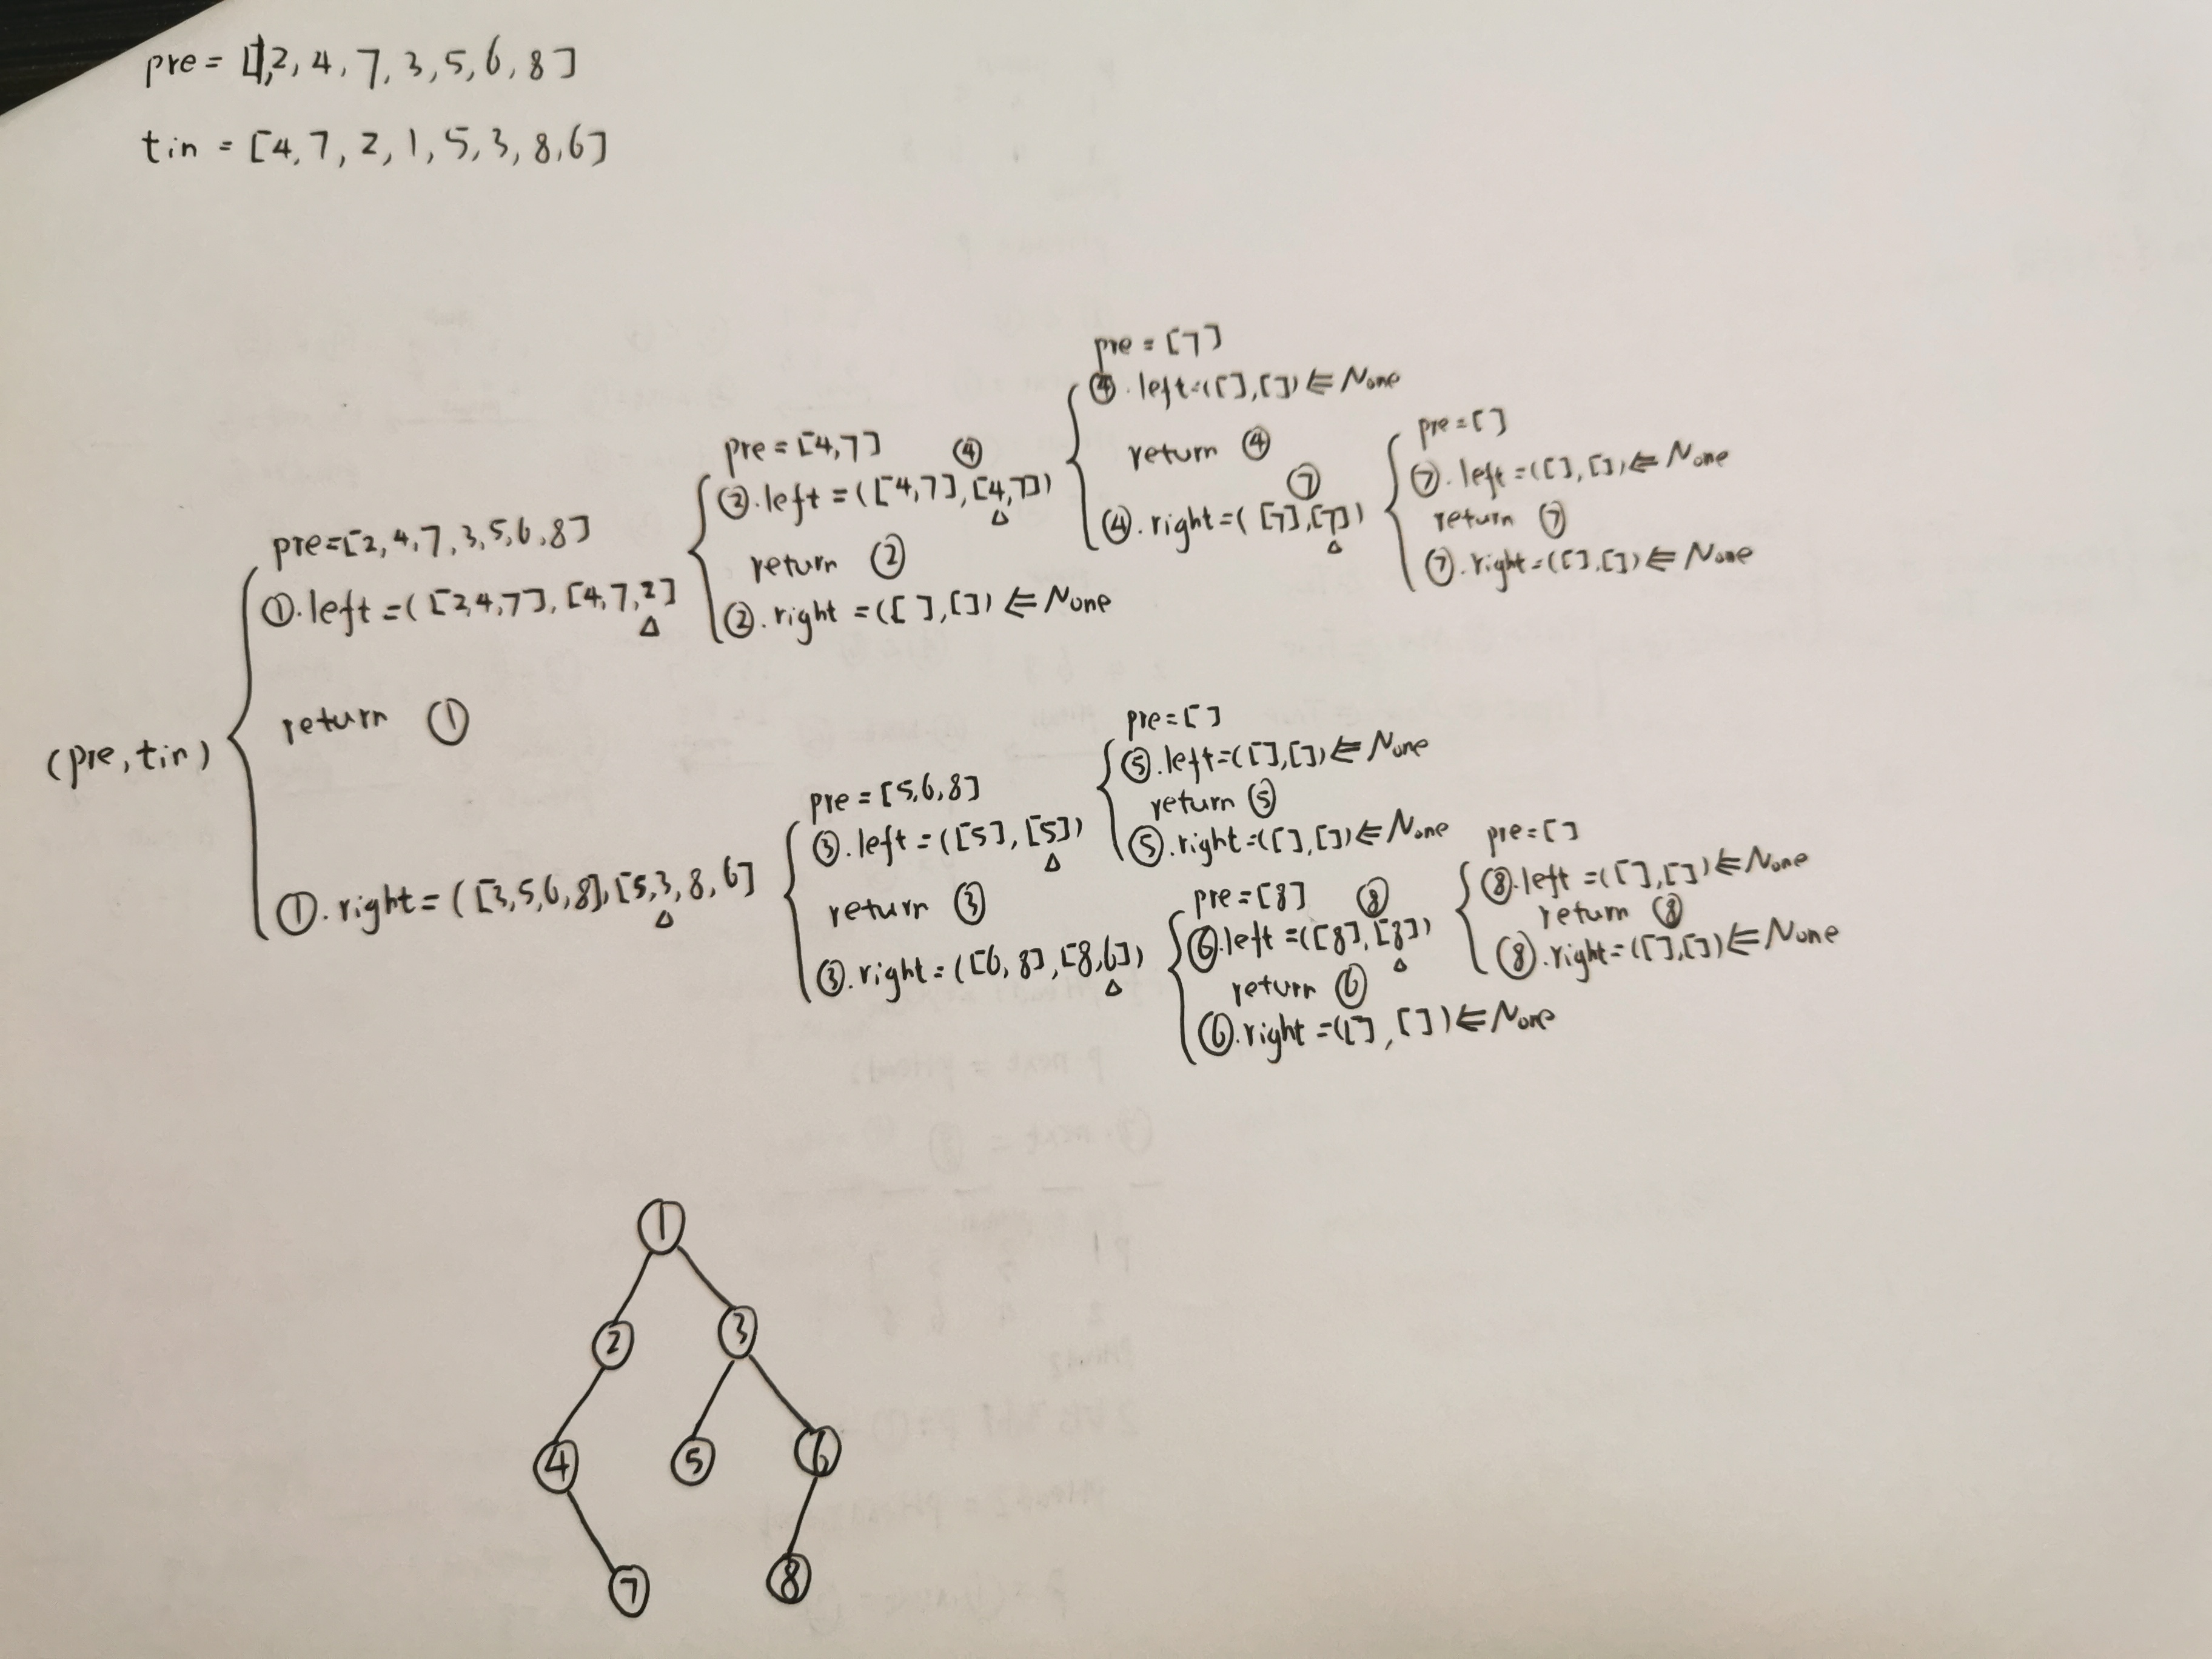 pre = [1,2, 4, 7, 3, 5, 6, 8]
tin = [4, 7, 2, 1, 5, 3, 8, 6]
pre = [7]
④.left=([],[]) ⇐ None
return ④
⑦
④.right=([7],[7])
△
pre=[]
⑦.left=([],[]) ⇐ None
return ⑦
⑦.right=([],[]) ⇐ None
pre=[4,7]
④
②.left=([4,7],[4,7])
△
return ②
②.right=([],[]) ⇐ None
pre=[2,4,7,3,5,6,8]
①.left=([2,4,7],[4,7,2]
△
return ①
(pre,tin)
①.right=([3,5,6,8],[5,3,8,6]
△
pre=[5,6,8]
③.left=([5],[5])
△
return ③
③.right=([6,8],[8,6])
△
pre=[]
⑤.left=([],[]) ⇐ None
return ⑤
⑤.right=([],[]) ⇐ None
pre=[8]
⑧
⑥.left=([8],[8])
△
return ⑥
⑥.right=([],[]) ⇐ None
pre=[]
⑧.left=([],[]) ⇐ None
return ⑧
⑧.right=([],[]) ⇐ None
①
② ③
④ ⑤ ⑥
⑦ ⑧